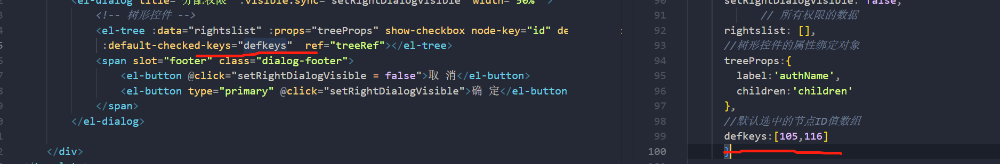 <el-dialog title="分配权限" :visible.sync="setRightDialogVisible" width="50%" >
<!-- 树形控件 -->
<el-tree :data="rightslist" :props="treeProps" show-checkbox node-key="id" de
:default-checked-keys="defkeys" ref="treeRef"></el-tree>
<span slot="footer" class="dialog-footer">
<el-button @click="setRightDialogVisible = false">取 消</el-button>
<el-button type="primary" @click="setRightDialogVisible">确 定</el-button
</span>
</el-dialog>
</div>
90 setRightDialogVisible: false,
91 // 所有权限的数据
92 rightslist: [],
93 //树形控件的属性绑定对象
94 treeProps:{
95 label:'authName',
96 children:'children'
97 },
98 //默认选中的节点ID值数组
99 defkeys:[105,116]
100 }